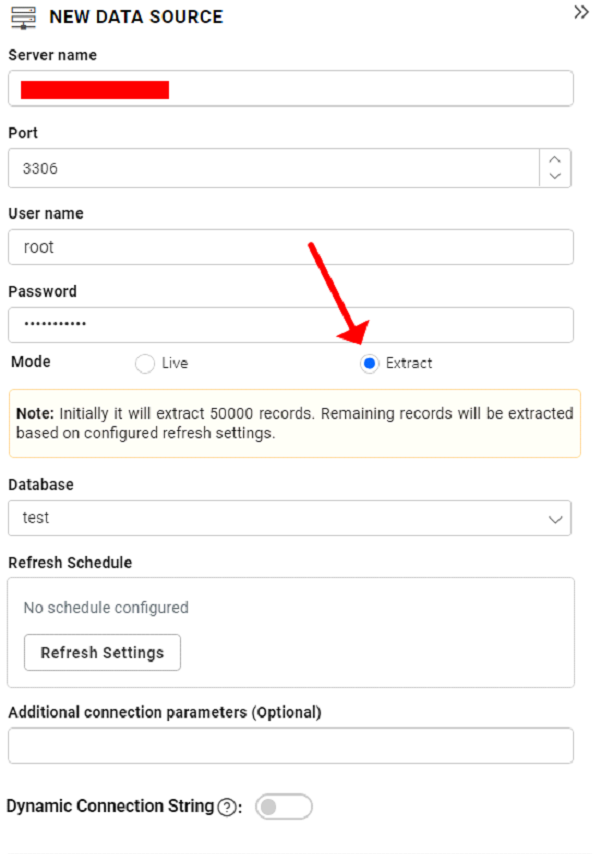 NEW DATA SOURCE
Server name
Port
3306
User name
root
Password
•••••••••••
Mode
Live
Extract
Note: Initially it will extract 50000 records. Remaining records will be extracted
based on configured refresh settings.
Database
test
Refresh Schedule
No schedule configured
Refresh Settings
Additional connection parameters (Optional)
Dynamic Connection String ? :